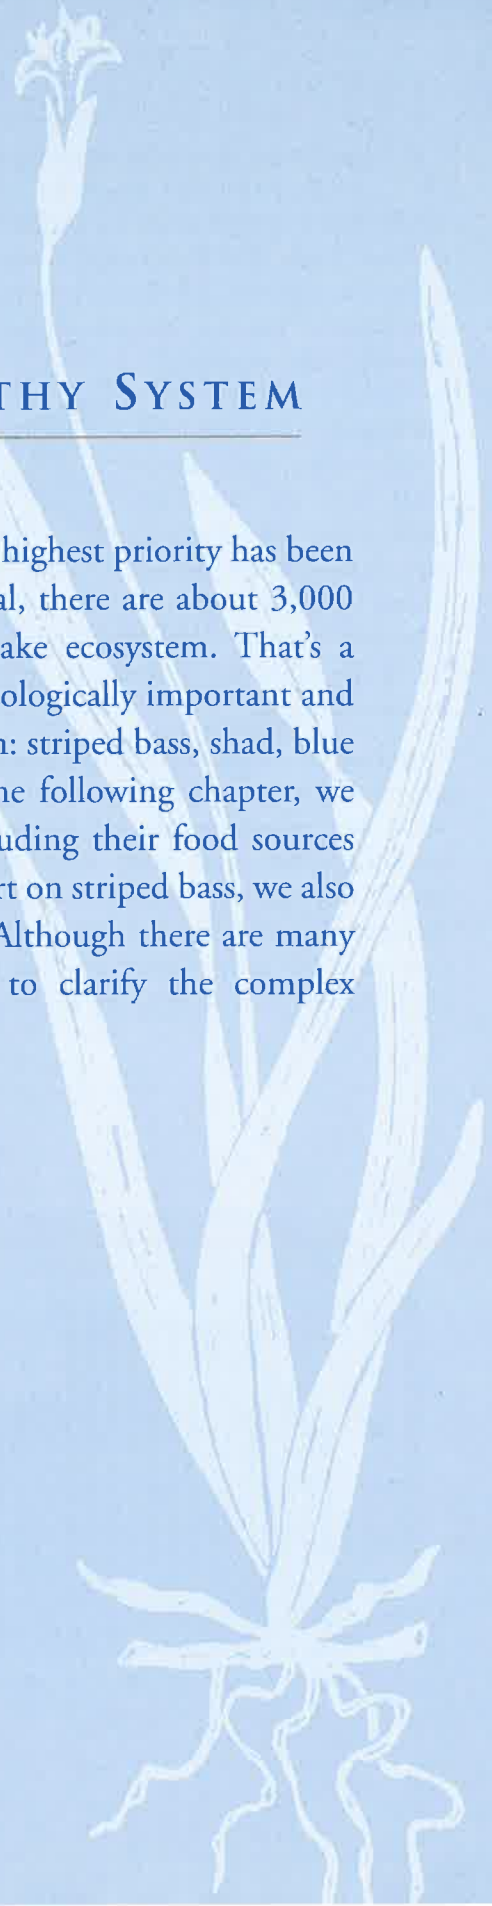 THY SYSTEM
highest priority has been
al, there are about 3,000
ake ecosystem. That's a
ologically important and
n: striped bass, shad, blue
ne following chapter, we
uding their food sources
rt on striped bass, we also
Although there are many
to clarify the complex